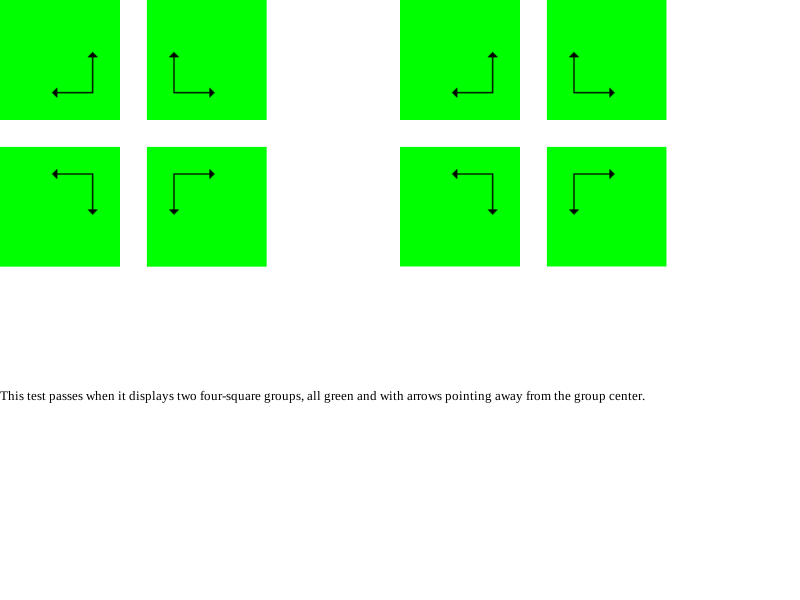 This test passes when it displays two four-square groups, all green and with arrows pointing away from the group center.